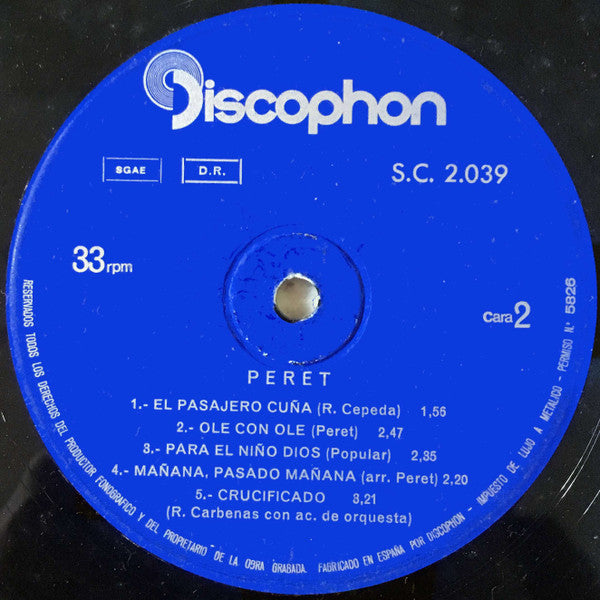 Discophon
SGAE D.R.
S.C. 2.039
33 rpm
cara 2
PERET
1.- EL PASAJERO CUÑA (R. Cepeda) 1,56
2.- OLE CON OLE (Peret) 2,47
3.- PARA EL NIÑO DIOS (Popular) 2,35
4.- MAÑANA, PASADO MAÑANA (arr. Peret) 2,20
5.- CRUCIFICADO 3,21
(R. Carbenas con ac. de orquesta)
RESERVADOS TODOS LOS DERECHOS DEL PRODUCTOR FONOGRAFICO Y DEL PROPIETARIO DE LA OBRA GRABADA. FABRICADO EN ESPAÑA POR DISCOPHON - IMPUESTO DE LUJO A METALICO - PERMISO N.º 5826